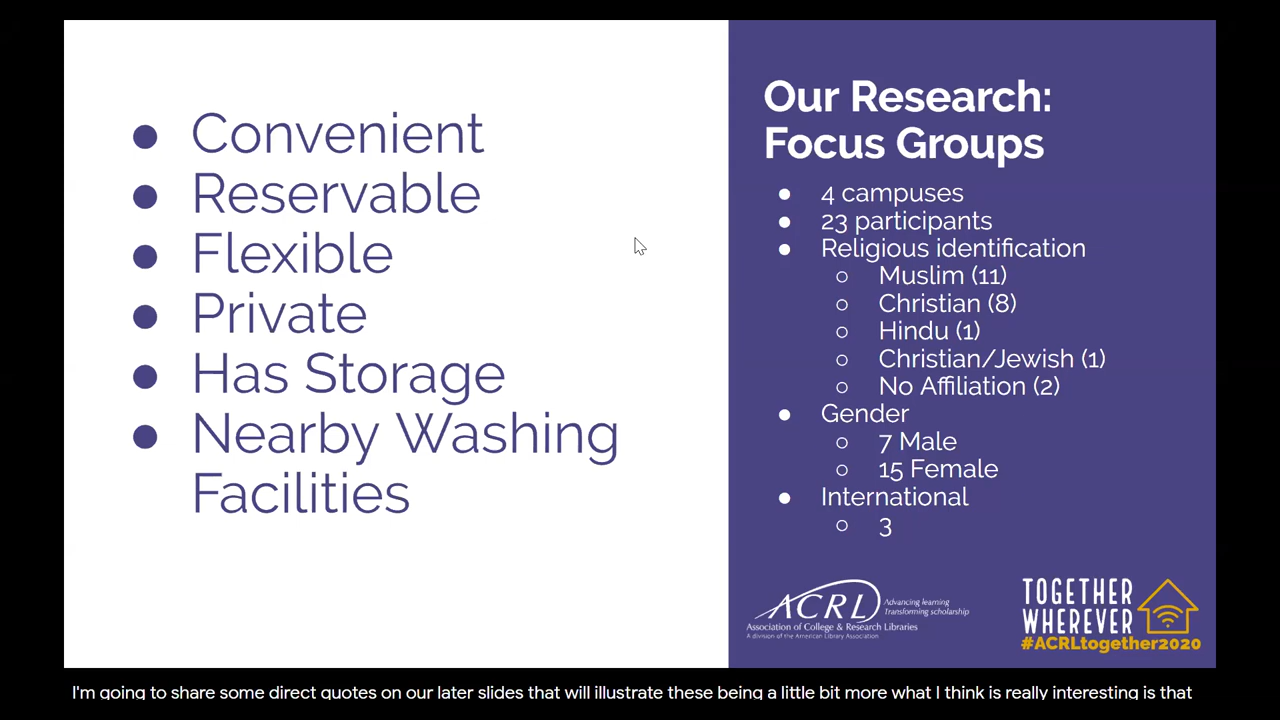 ● Convenient
● Reservable
● Flexible
● Private
● Has Storage
● Nearby Washing
Facilities
Our Research:
Focus Groups
● 4 campuses
● 23 participants
● Religious identification
○ Muslim (11)
○ Christian (8)
○ Hindu (1)
○ Christian/Jewish (1)
○ No Affiliation (2)
● Gender
○ 7 Male
○ 15 Female
● International
○ 3
ACRL
Advancing learning
Transforming scholarship
Association of College & Research Libraries
A division of the American Library Association
TOGETHER
WHEREVER
#ACRLtogether2020
I'm going to share some direct quotes on our later slides that will illustrate these being a little bit more what I think is really interesting is that